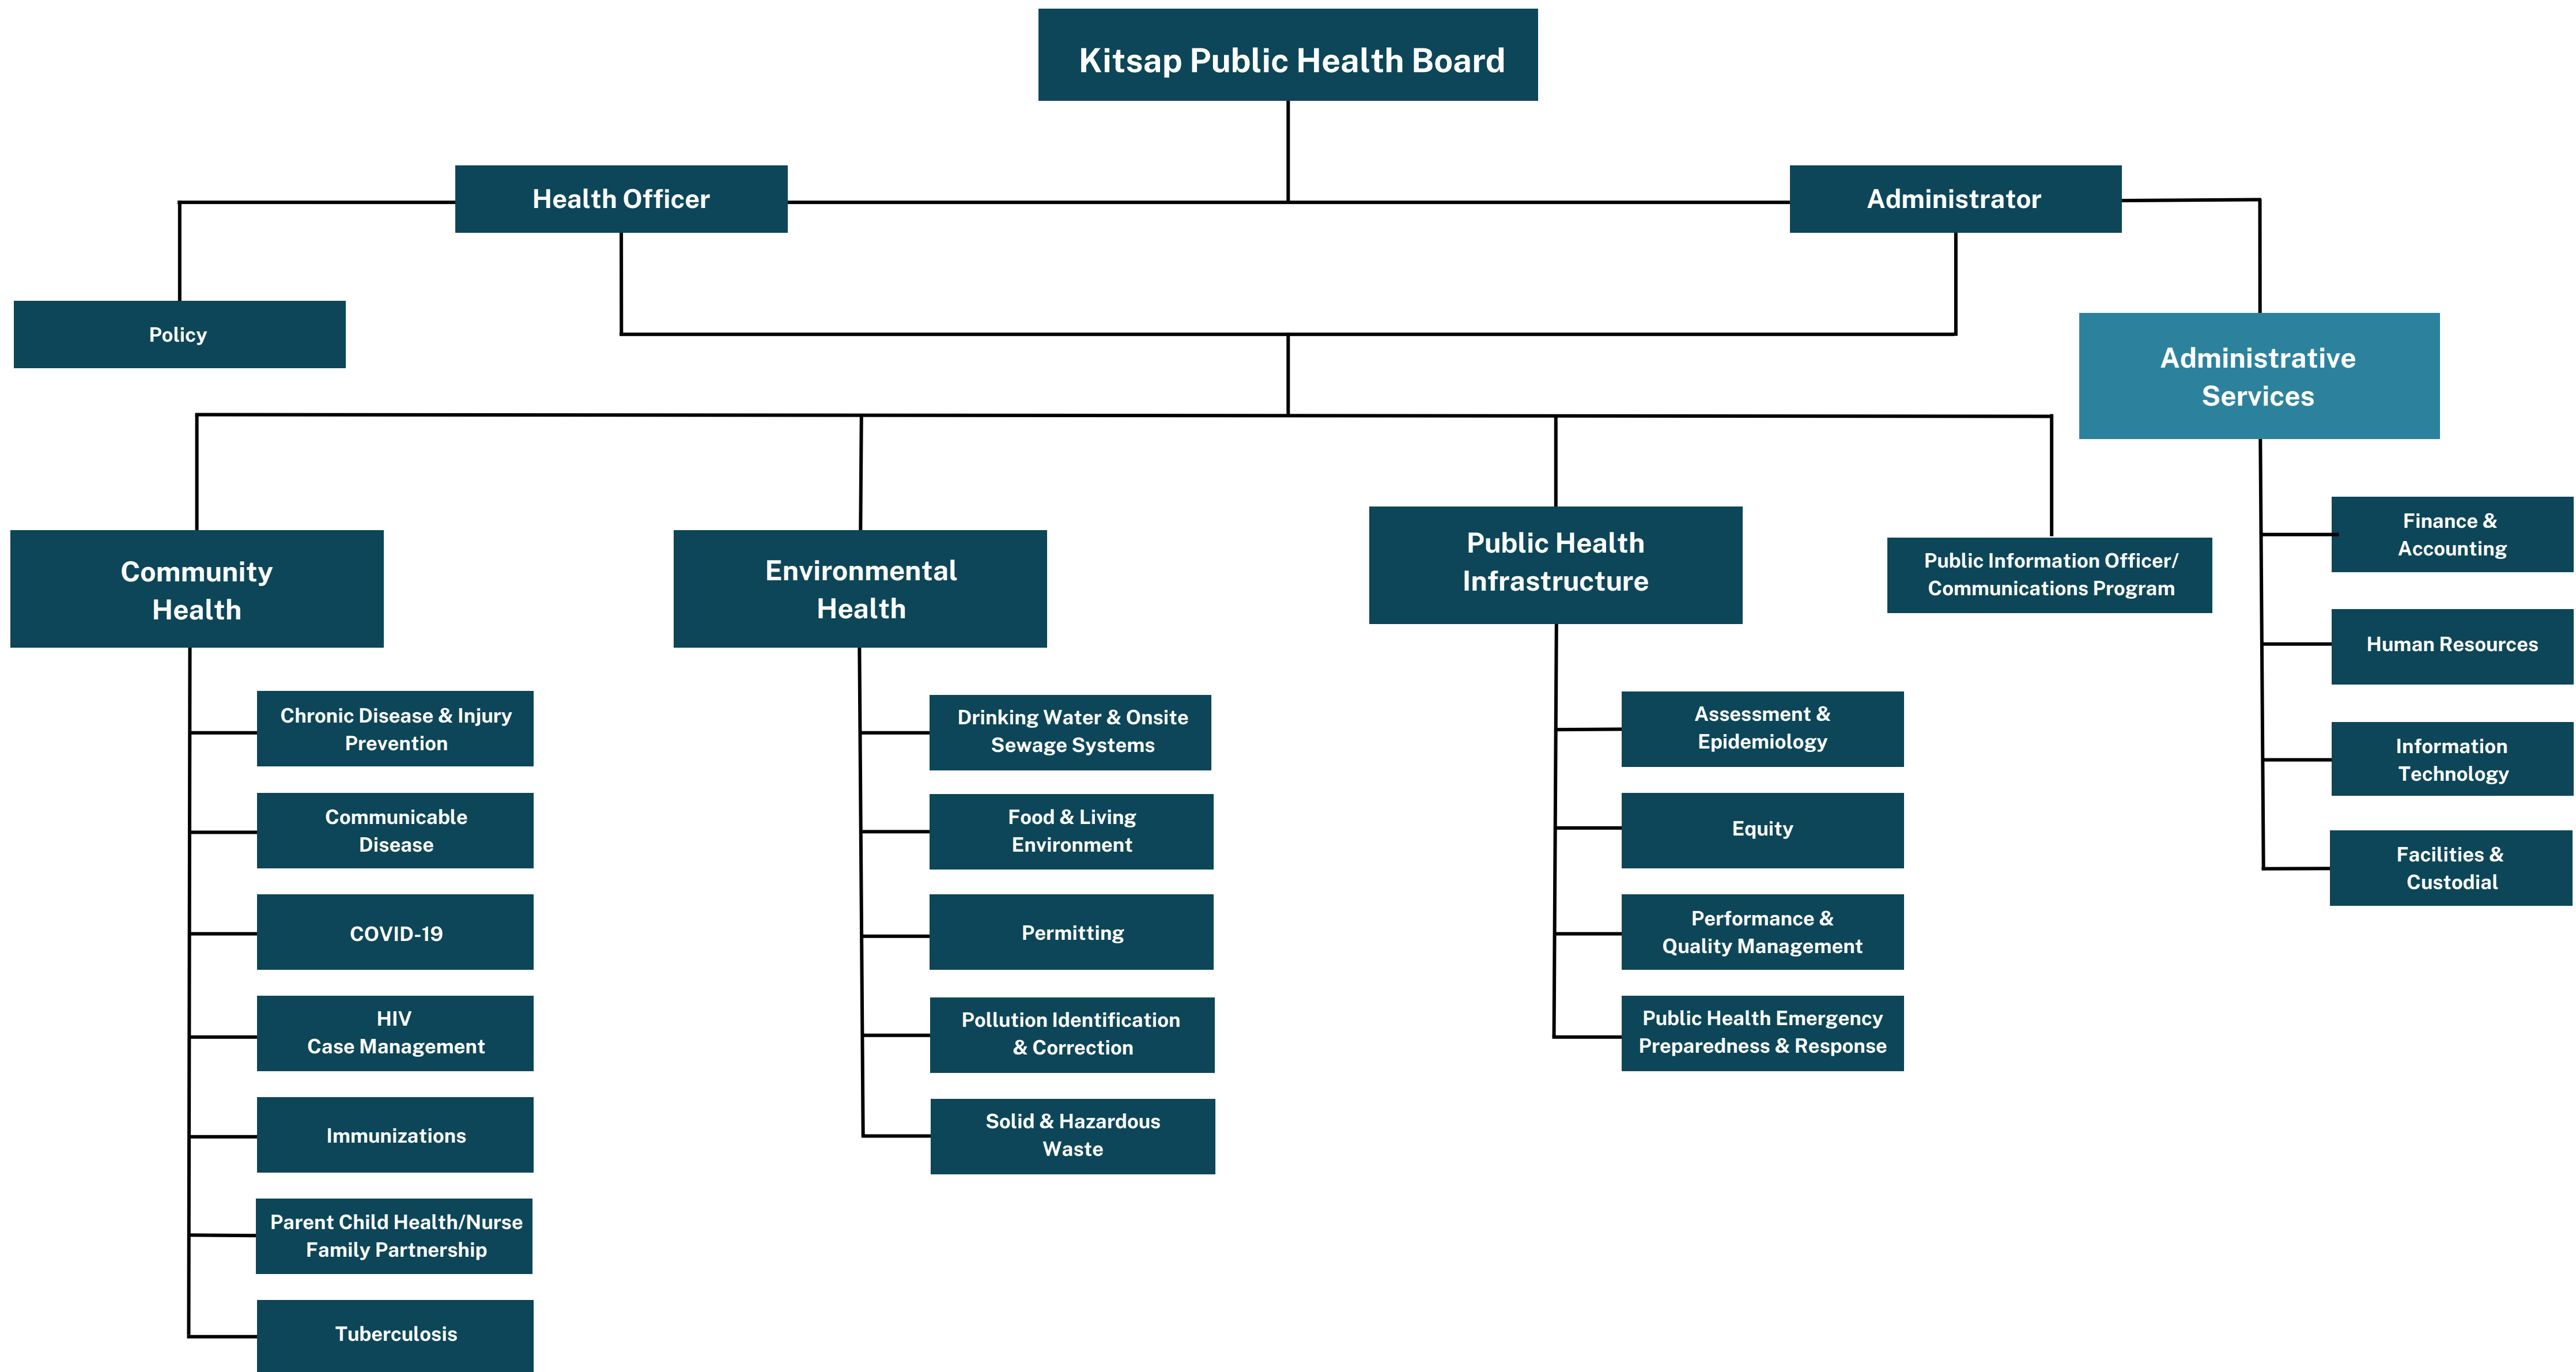 Kitsap Public Health Board
Health Officer
Administrator
Policy
Administrative
Services
Community
Health
Environmental
Health
Public Health
Infrastructure
Public Information Officer/
Communications Program
Chronic Disease & Injury
Prevention
Communicable
Disease
COVID-19
HIV
Case Management
Immunizations
Parent Child Health/Nurse
Family Partnership
Tuberculosis
Drinking Water & Onsite
Sewage Systems
Food & Living
Environment
Permitting
Pollution Identification
& Correction
Solid & Hazardous
Waste
Assessment &
Epidemiology
Equity
Performance &
Quality Management
Public Health Emergency
Preparedness & Response
Finance &
Accounting
Human Resources
Information
Technology
Facilities &
Custodial